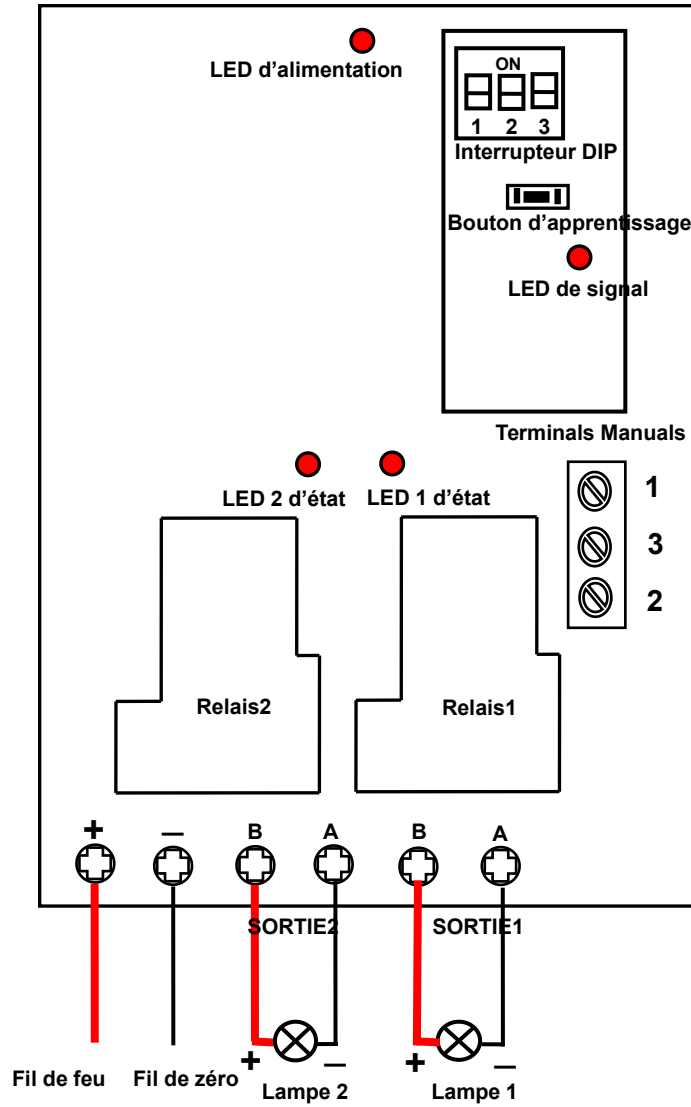 LED d'alimentation
ON
1 2 3
Interrupteur DIP
Bouton d'apprentissage
LED de signal
Terminals Manuals
1
3
2
LED 2 d'état
LED 1 d'état
Relais2
Relais1
+ − B A B A
SORTIE2
SORTIE1
+ − + −
Fil de feu
Fil de zéro
Lampe 2
Lampe 1